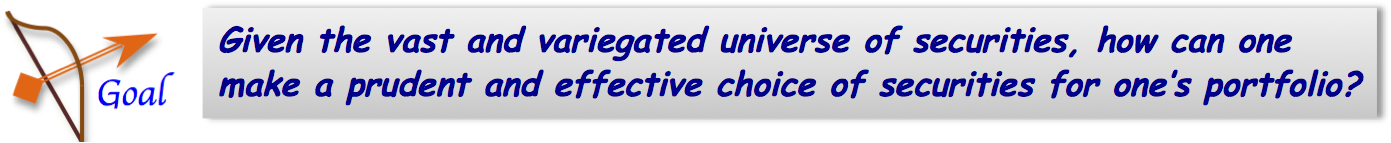 Goal
Given the vast and variegated universe of securities, how can one
make a prudent and effective choice of securities for one's portfolio?